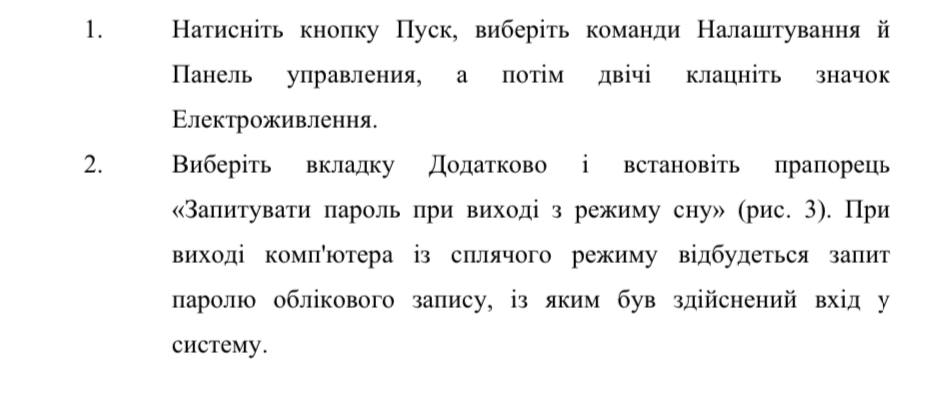 1. Натисніть кнопку Пуск, виберіть команди Налаштування й
Панель управления, а потім двічі клацніть значок
Електроживлення.
2. Виберіть вкладку Додатково і встановіть прапорець
«Запитувати пароль при виході з режиму сну» (рис. 3). При
виході комп'ютера із сплячого режиму відбудеться запит
паролю облікового запису, із яким був здійснений вхід у
систему.